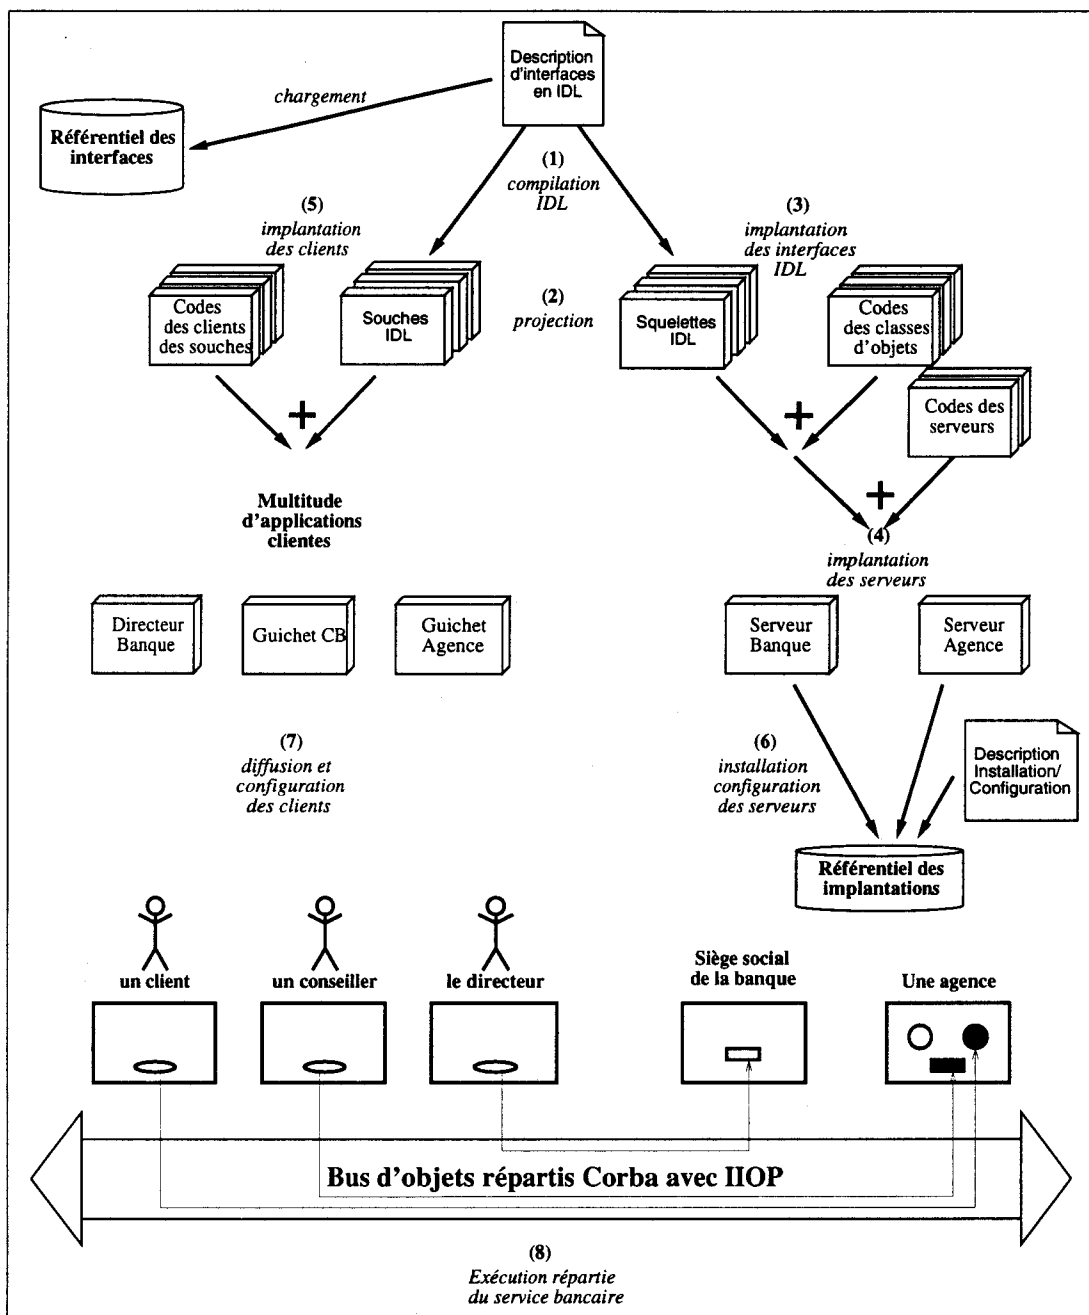 Description
d'interfaces
en IDL
chargement
Référentiel des
interfaces
(1)
compilation
IDL
(5)
implantation
des clients
(3)
implantation
des interfaces
IDL
Codes
des clients
des souches
Souches
IDL
(2)
projection
Squelettes
IDL
Codes
des classes
d'objets
+
+
Codes des
serveurs
+
Multitude
d'applications
clientes
(4)
implantation
des serveurs
Directeur
Banque
Guichet CB
Guichet
Agence
Serveur
Banque
Serveur
Agence
(7)
diffusion et
configuration
des clients
(6)
installation
configuration
des serveurs
Description
Installation/
Configuration
Référentiel des
implantations
un client
un conseiller
le directeur
Siège social
de la banque
Une agence
Bus d'objets répartis Corba avec IIOP
(8)
Exécution répartie
du service bancaire